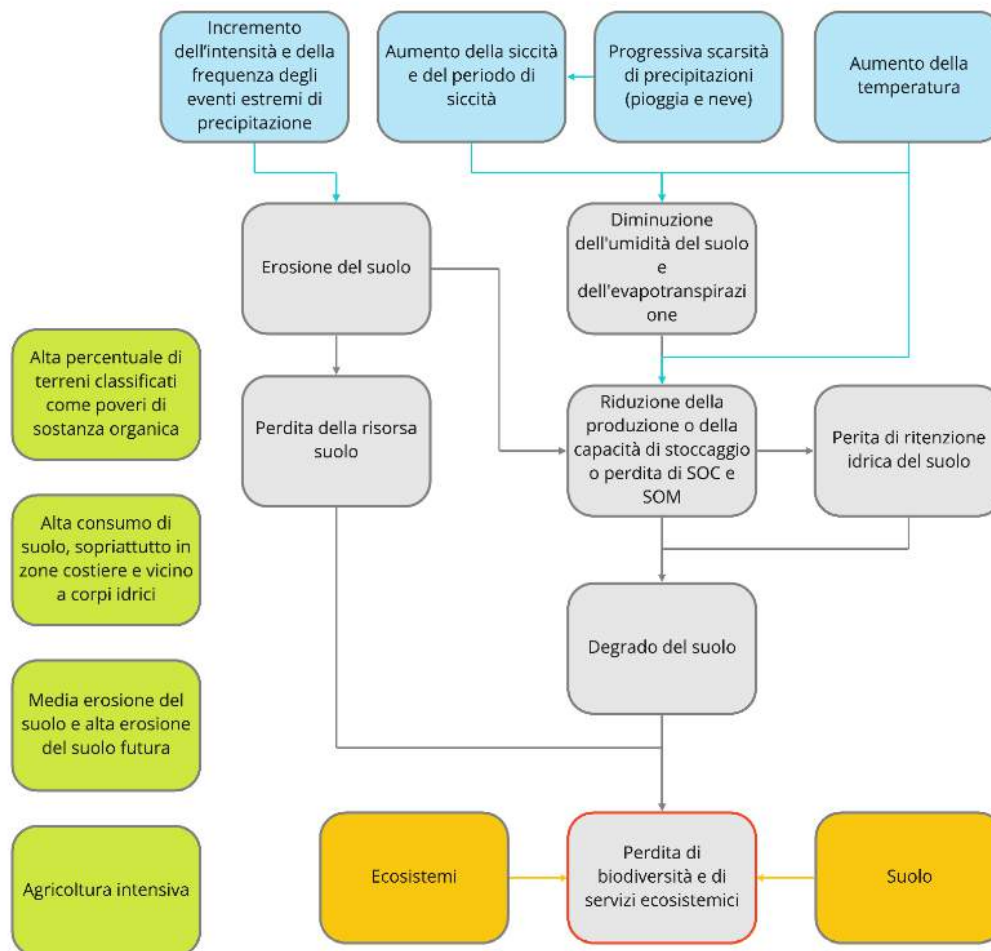 Incremento
dell'intensità e della
frequenza degli
eventi estremi di
precipitazione
Aumento della siccità
e del periodo di
siccità
Progressiva scarsità
di precipitazioni
(pioggia e neve)
Aumento della
temperatura
Erosione del suolo
Diminuzione
dell'umidità del suolo
e
dell'evapotranspirazi
one
Alta percentuale di
terreni classificati
come poveri di
sostanza organica
Perdita della risorsa
suolo
Riduzione della
produzione o della
capacità di stoccaggio
o perdita di SOC e
SOM
Perita di ritenzione
idrica del suolo
Alta consumo di
suolo, sopriattutto in
zone costiere e vicino
a corpi idrici
Degrado del suolo
Media erosione del
suolo e alta erosione
del suolo futura
Agricoltura intensiva
Ecosistemi
Perdita di
biodiversità e di
servizi ecosistemici
Suolo